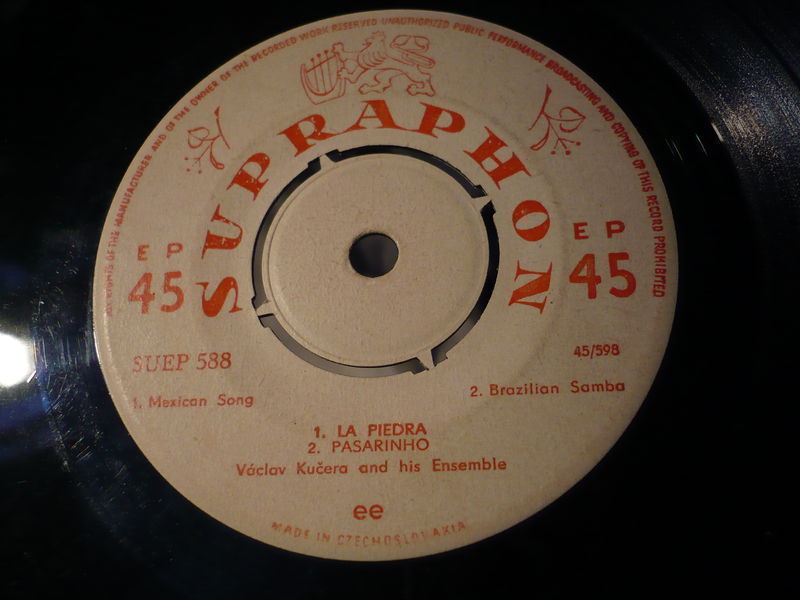 ALL RIGHTS OF THE MANUFACTURER AND OF THE OWNER OF THE RECORDED WORK RESERVED UNAUTHORIZED PUBLIC PERFORMANCE BROADCASTING AND COPYING OF THIS RECORD PROHIBITED
SUPRAPHON
EP
45
EP
45
SUEP 588
45/598
1. Mexican Song
2. Brazilian Samba
1. LA PIEDRA
2. PASARINHO
Václav Kučera and his Ensemble
ee
MADE IN CZECHOSLOVAKIA